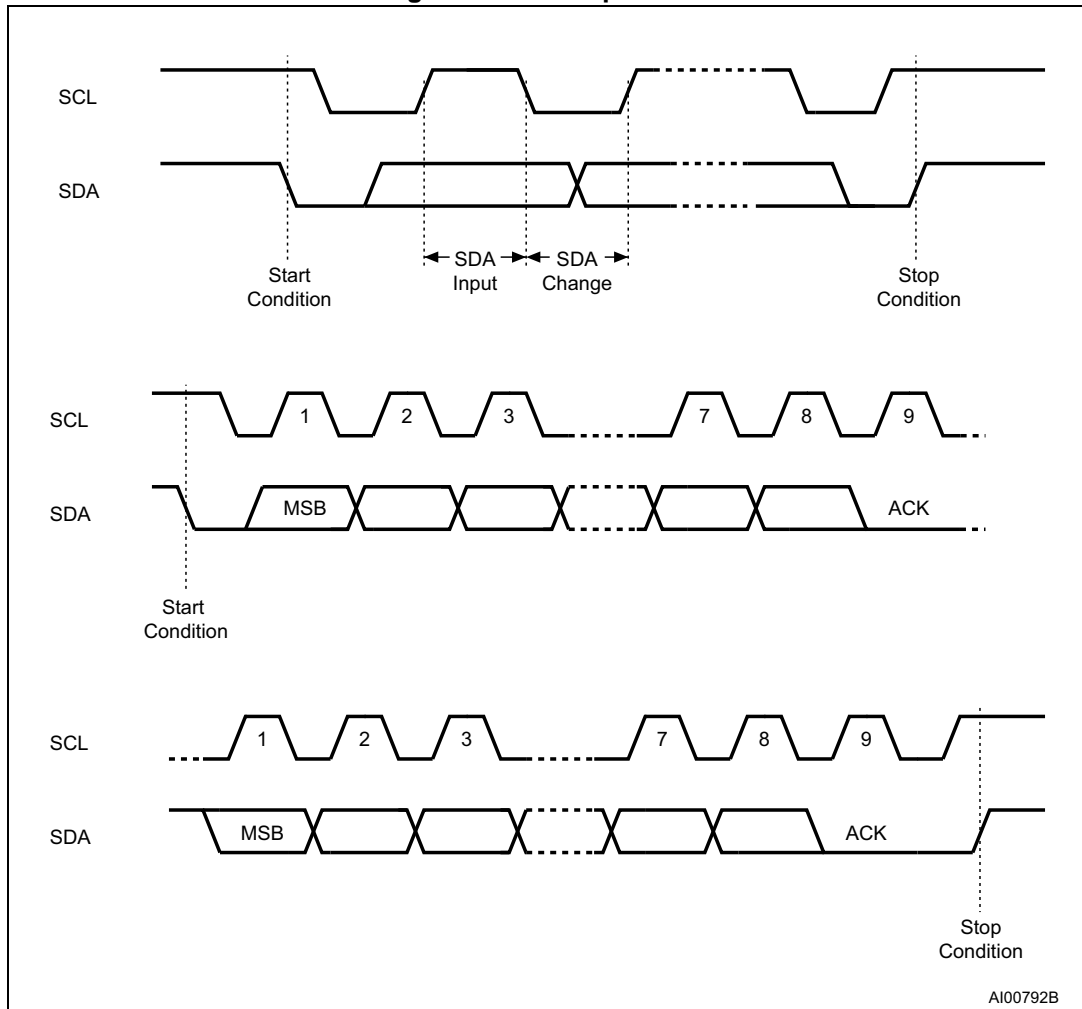 SCL
SDA
SDA SDA
Input Change
Start Stop
Condition Condition
SCL 1 2 3 7 8 9
SDA MSB ACK
Start
Condition
SCL 1 2 3 7 8 9
SDA MSB ACK
Stop
Condition
AI00792B